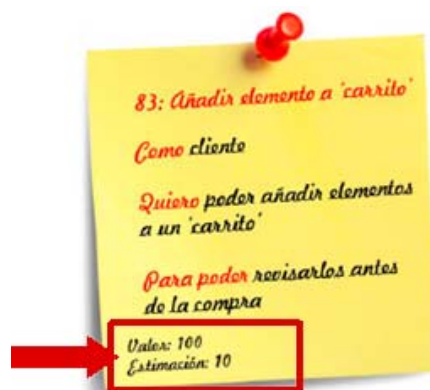 83: Añadir elemento a 'carrito'
Como cliente
Quiero poder añadir elementos
a un 'carrito'
Para poder revisarlos antes
de la compra
Valor: 100
Estimación: 10